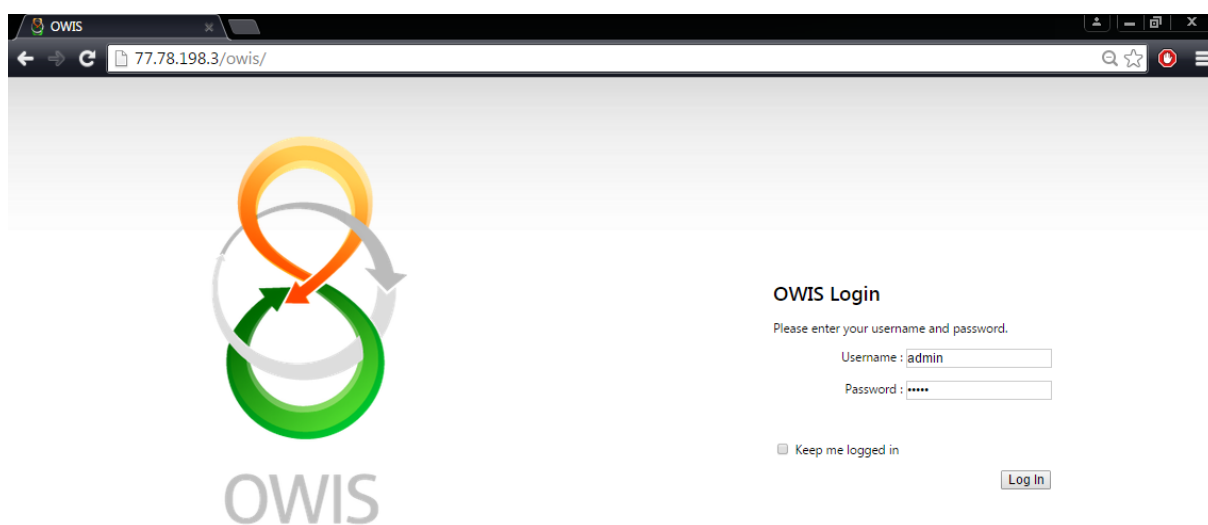 OWIS
77.78.198.3/owis/
OWIS Login
Please enter your username and password.
Username : admin
Password : •••••
Keep me logged in
Log In
OWIS